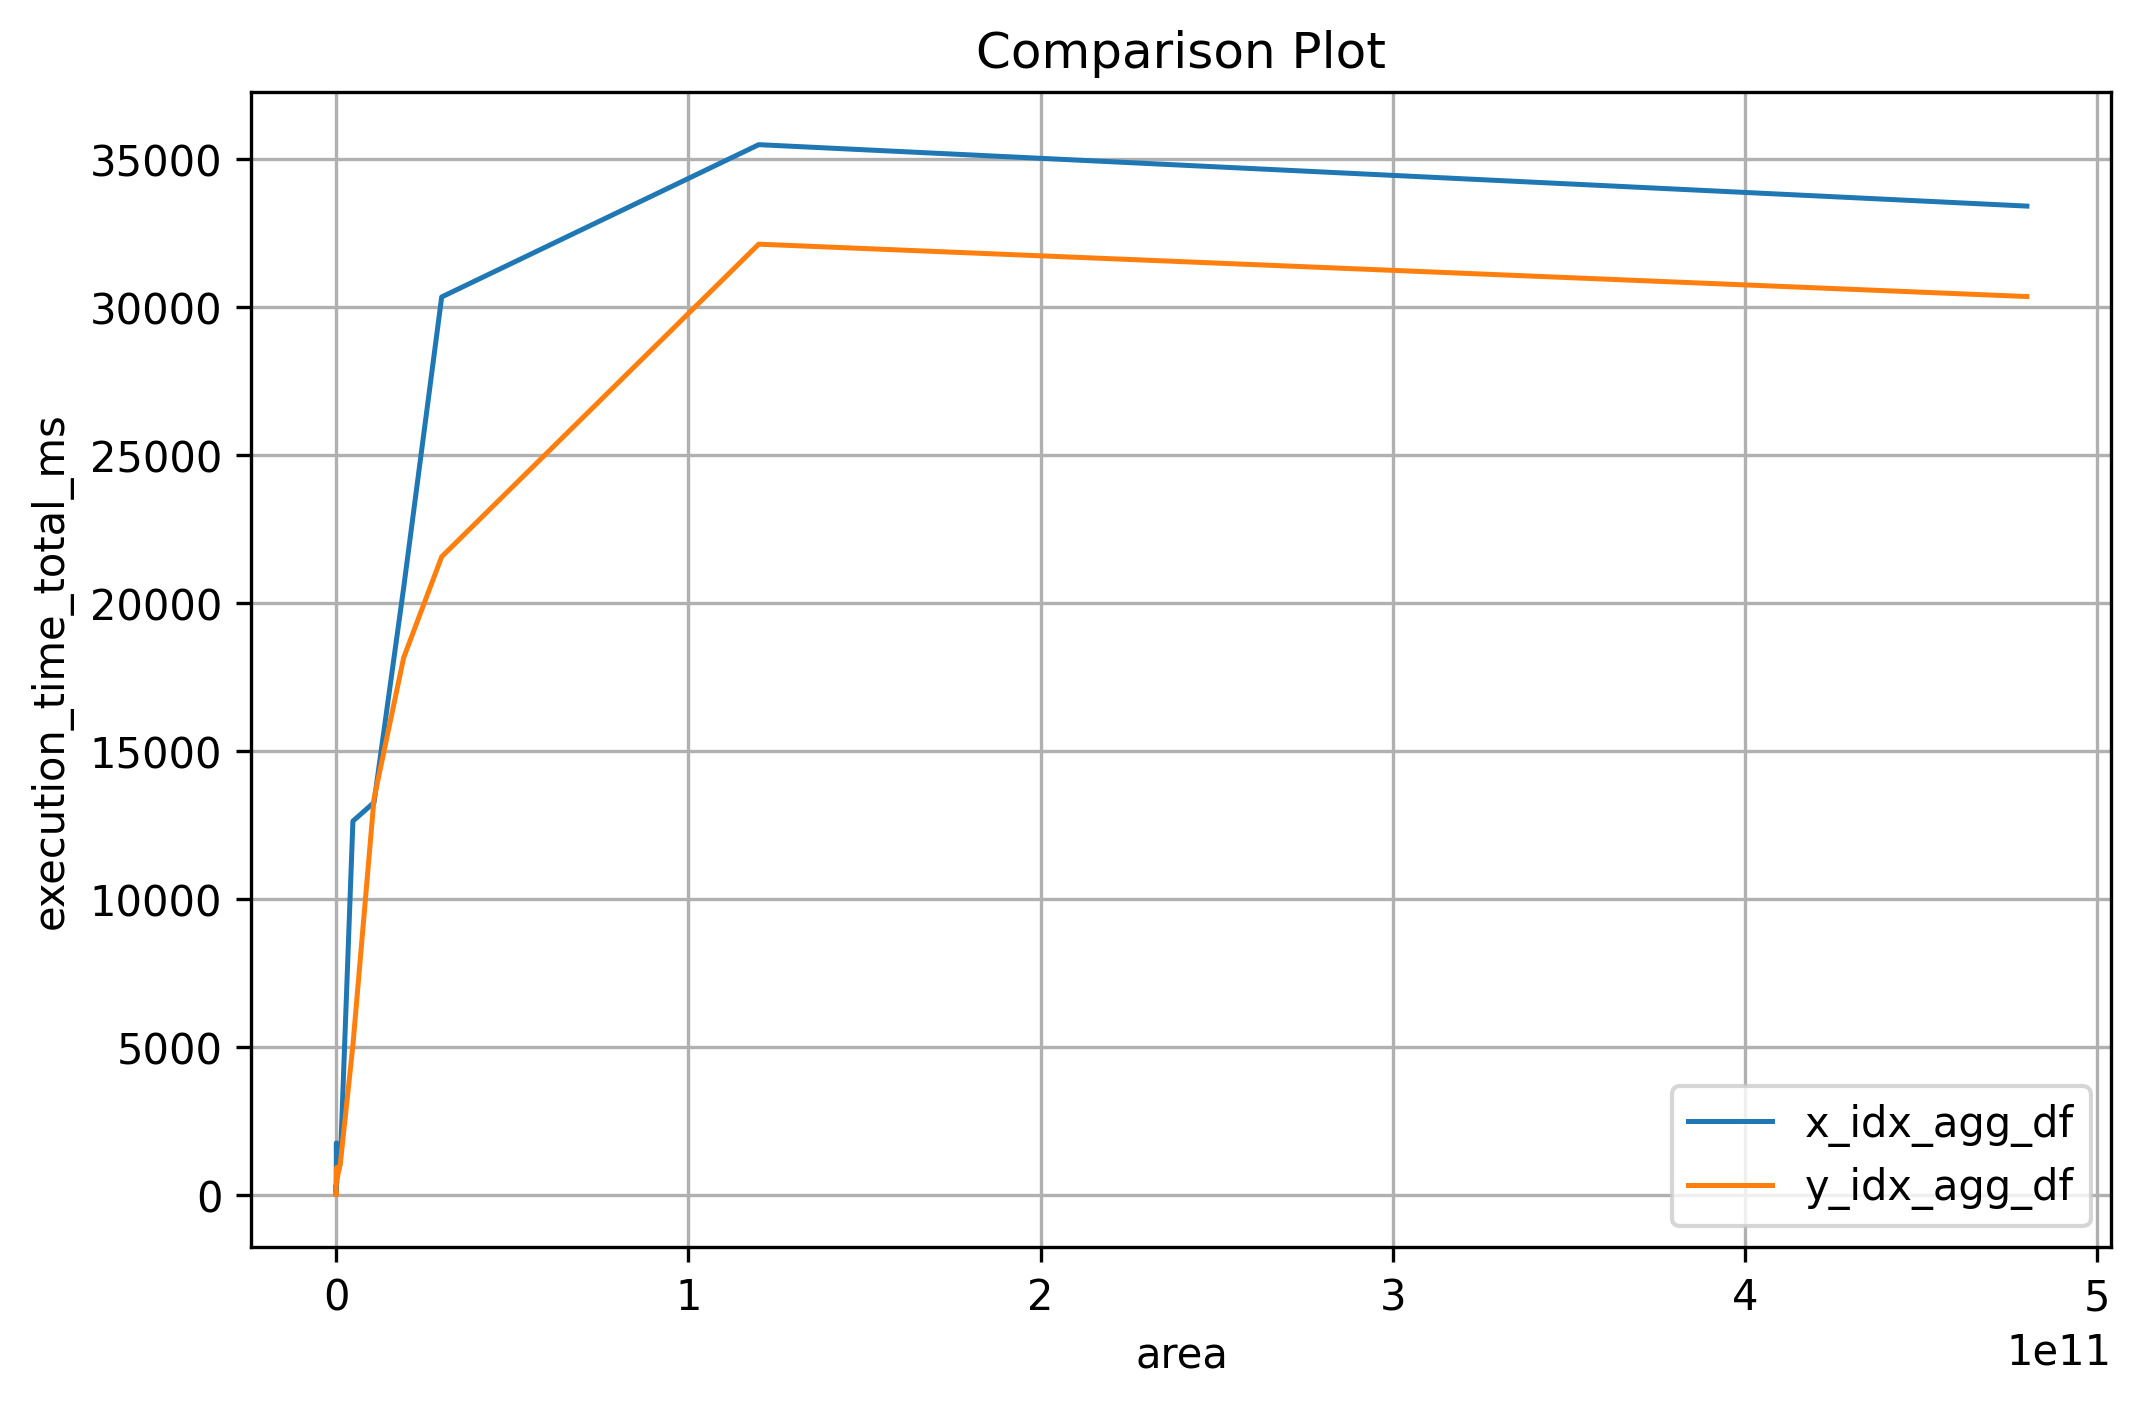 Comparison Plot
execution_time_total_ms
35000
30000
25000
20000
15000
10000
5000
0
x_idx_agg_df
y_idx_agg_df
0 1 2 3 4 5
1e11
area